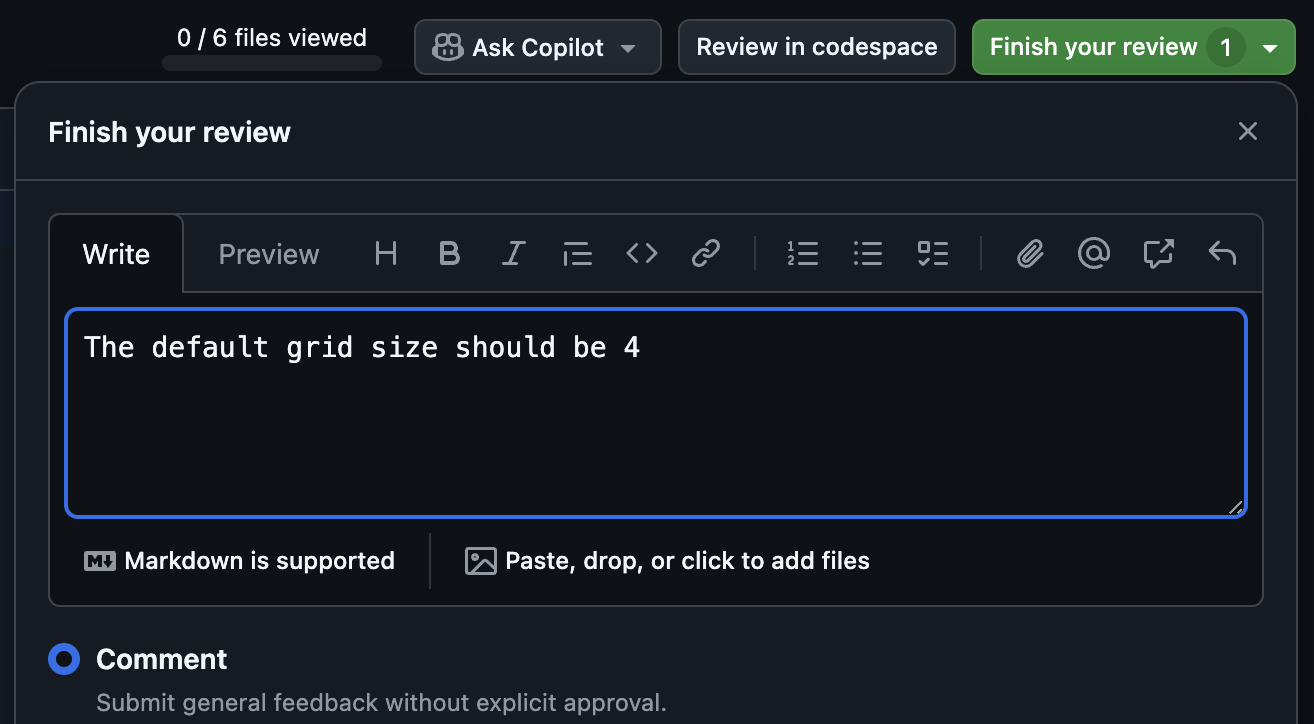 0 / 6 files viewed
Ask Copilot
Review in codespace
Finish your review 1
Finish your review
Write
Preview
The default grid size should be 4
Markdown is supported
Paste, drop, or click to add files
Comment
Submit general feedback without explicit approval.